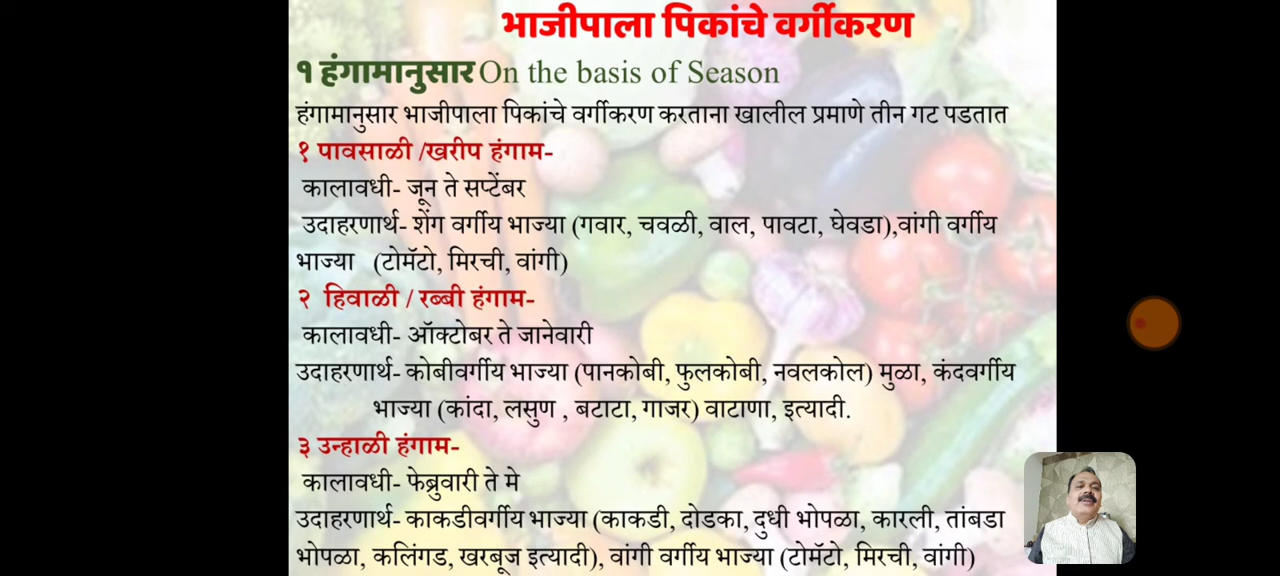 भाजीपाला पिकांचे वर्गीकरण
१ हंगामानुसार On the basis of Season
हंगामानुसार भाजीपाला पिकांचे वर्गीकरण करताना खालील प्रमाणे तीन गट पडतात
१ पावसाळी /खरीप हंगाम-
कालावधी- जून ते सप्टेंबर
उदाहरणार्थ- शेंग वर्गीय भाज्या (गवार, चवळी, वाल, पावटा, घेवडा),वांगी वर्गीय
भाज्या (टोमॅटो, मिरची, वांगी)
२ हिवाळी / रब्बी हंगाम-
कालावधी- ऑक्टोबर ते जानेवारी
उदाहरणार्थ- कोबीवर्गीय भाज्या (पानकोबी, फुलकोबी, नवलकोल) मुळा, कंदवर्गीय
भाज्या (कांदा, लसुण , बटाटा, गाजर) वाटाणा, इत्यादी.
३ उन्हाळी हंगाम-
कालावधी- फेब्रुवारी ते मे
उदाहरणार्थ- काकडीवर्गीय भाज्या (काकडी, दोडका, दुधी भोपळा, कारली, तांबडा
भोपळा, कलिंगड, खरबूज इत्यादी), वांगी वर्गीय भाज्या (टोमॅटो, मिरची, वांगी)